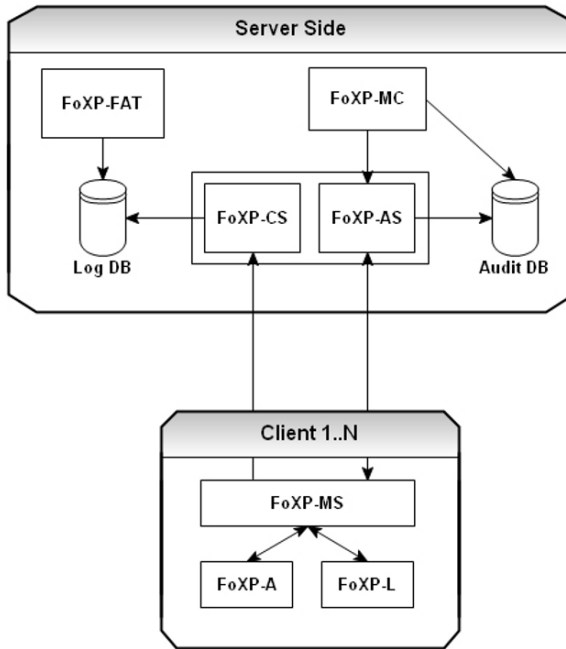 Server Side
FoXP-FAT
FoXP-MC
FoXP-CS
FoXP-AS
Log DB
Audit DB
Client 1..N
FoXP-MS
FoXP-A
FoXP-L